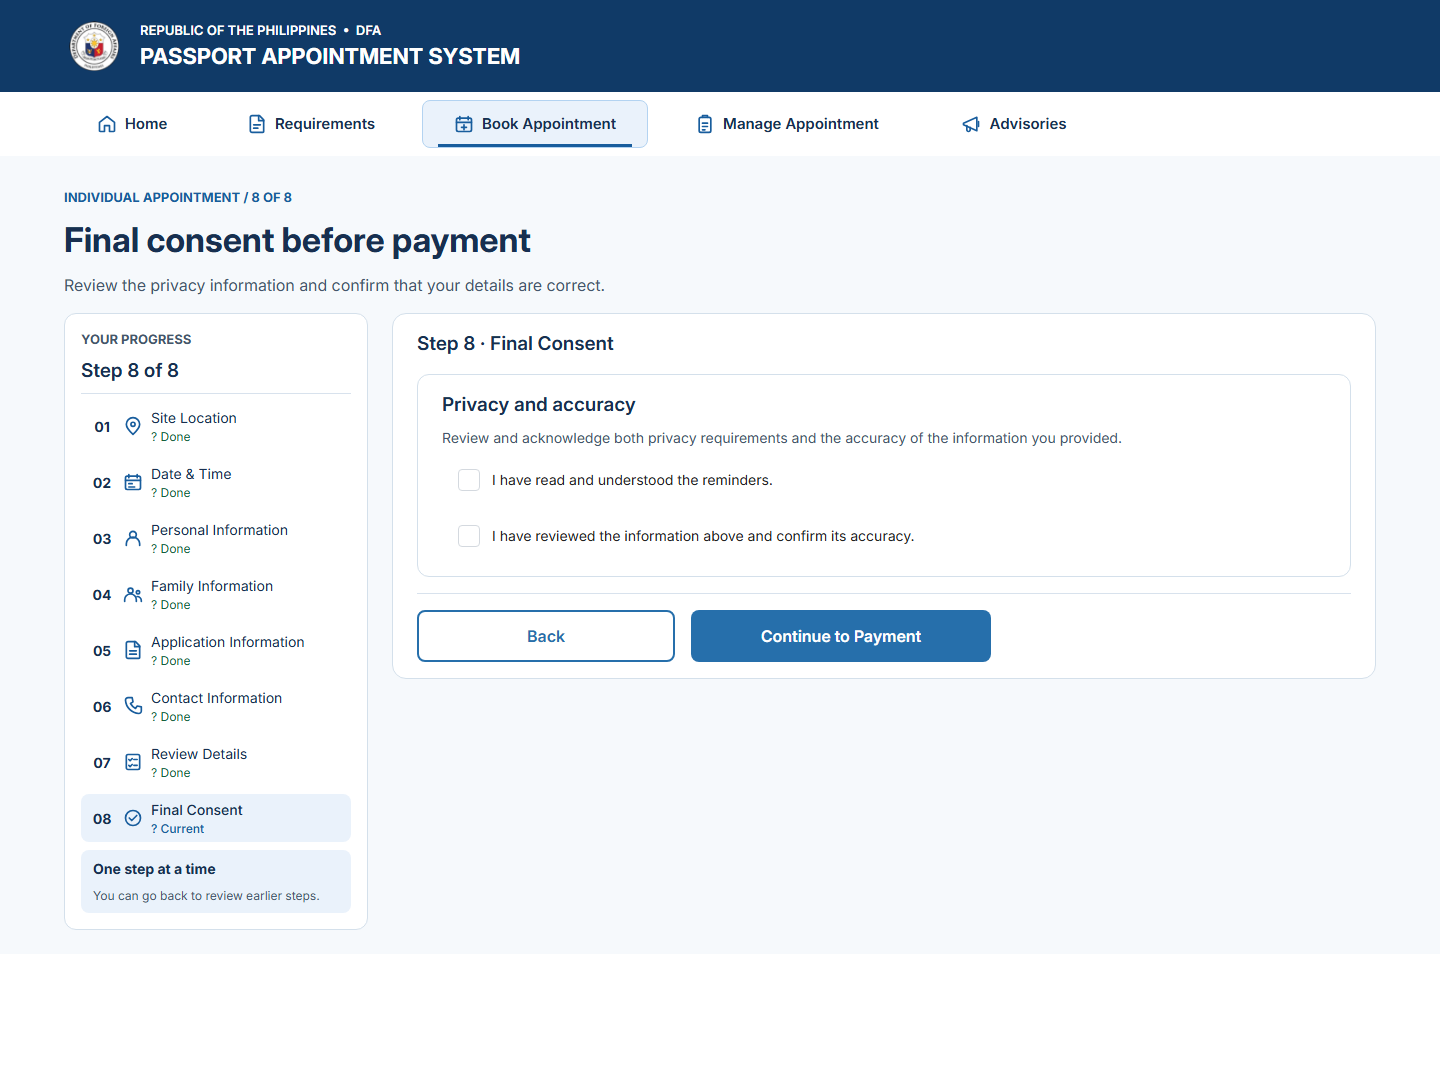 REPUBLIC OF THE PHILIPPINES • DFA
PASSPORT APPOINTMENT SYSTEM
Home
Requirements
Book Appointment
Manage Appointment
Advisories
INDIVIDUAL APPOINTMENT / 8 OF 8
Final consent before payment
Review the privacy information and confirm that your details are correct.
YOUR PROGRESS
Step 8 of 8
01 Site Location
? Done
02 Date & Time
? Done
03 Personal Information
? Done
04 Family Information
? Done
05 Application Information
? Done
06 Contact Information
? Done
07 Review Details
? Done
08 Final Consent
? Current
One step at a time
You can go back to review earlier steps.
Step 8 · Final Consent
Privacy and accuracy
Review and acknowledge both privacy requirements and the accuracy of the information you provided.
I have read and understood the reminders.
I have reviewed the information above and confirm its accuracy.
Back
Continue to Payment